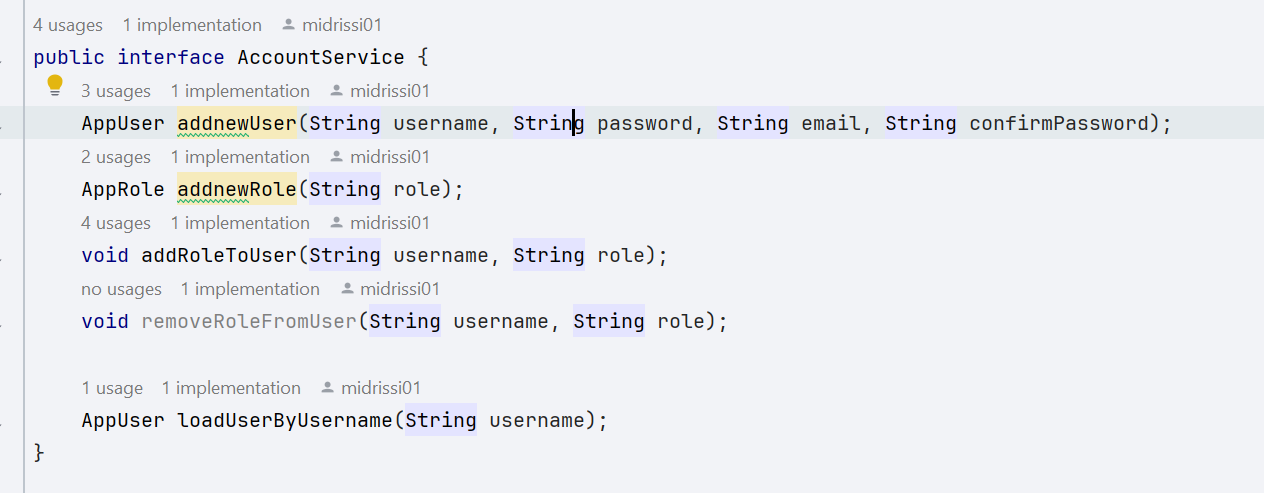 4 usages 1 implementation midrissi01
public interface AccountService {
3 usages 1 implementation midrissi01
AppUser addnewUser(String username, String password, String email, String confirmPassword);
2 usages 1 implementation midrissi01
AppRole addnewRole(String role);
4 usages 1 implementation midrissi01
void addRoleToUser(String username, String role);
no usages 1 implementation midrissi01
void removeRoleFromUser(String username, String role);
1 usage 1 implementation midrissi01
AppUser loadUserByUsername(String username);
}